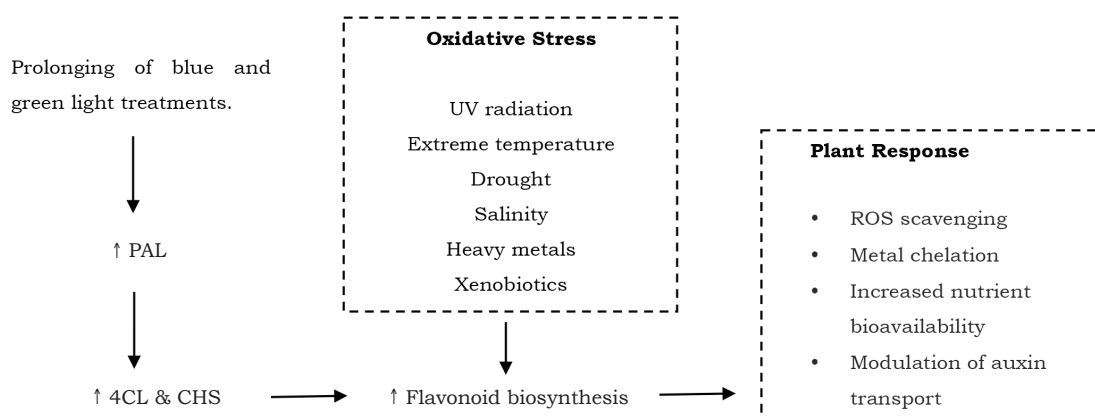 Prolonging of blue and
green light treatments.
↑ PAL
↑ 4CL & CHS
Oxidative Stress
UV radiation
Extreme temperature
Drought
Salinity
Heavy metals
Xenobiotics
↑ Flavonoid biosynthesis
Plant Response
• ROS scavenging
• Metal chelation
• Increased nutrient
bioavailability
• Modulation of auxin
transport